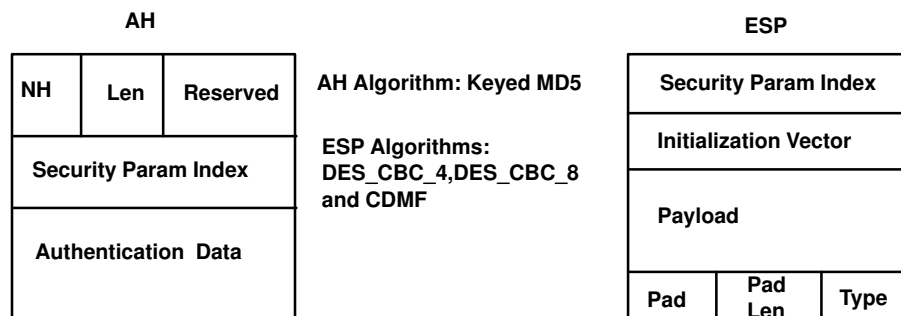 AH
NH
Len
Reserved
Security Param Index
Authentication Data
AH Algorithm: Keyed MD5
ESP Algorithms:
DES_CBC_4,DES_CBC_8
and CDMF
ESP
Security Param Index
Initialization Vector
Payload
Pad
Pad
Len
Type